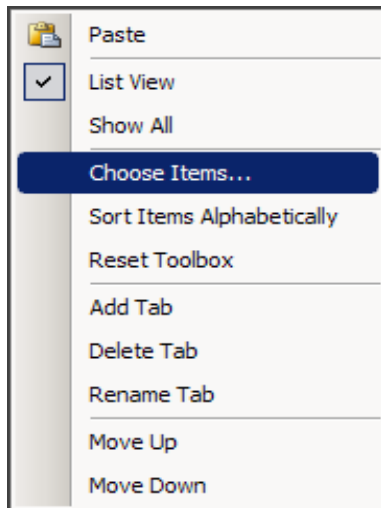 Paste
List View
Show All
Choose Items...
Sort Items Alphabetically
Reset Toolbox
Add Tab
Delete Tab
Rename Tab
Move Up
Move Down